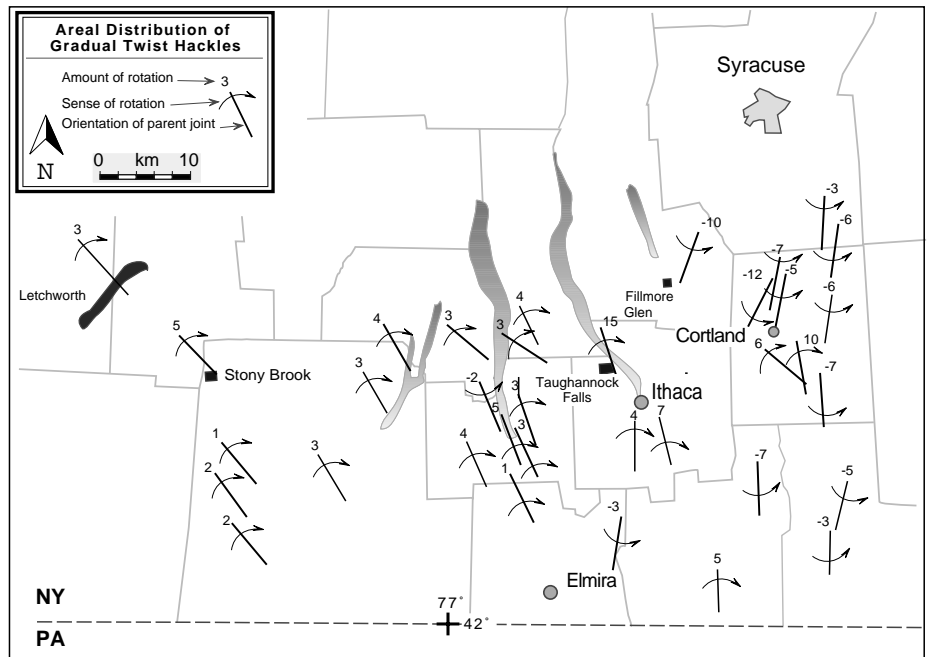 Areal Distribution of
Gradual Twist Hackles
Amount of rotation
3
Sense of rotation
Orientation of parent joint
N
0 km 10
Syracuse
-3
-6
-10
3
-7
-12
-5
Letchworth
Fillmore
Glen
-6
4
Cortland
5
4
3
3
15
6
10
Stony Brook
3
-2
3
Taughannock
Falls
-7
Ithaca
5
4
7
1
3
4
3
2
1
-7
-5
2
-3
-3
5
Elmira
NY
77°
42°
PA